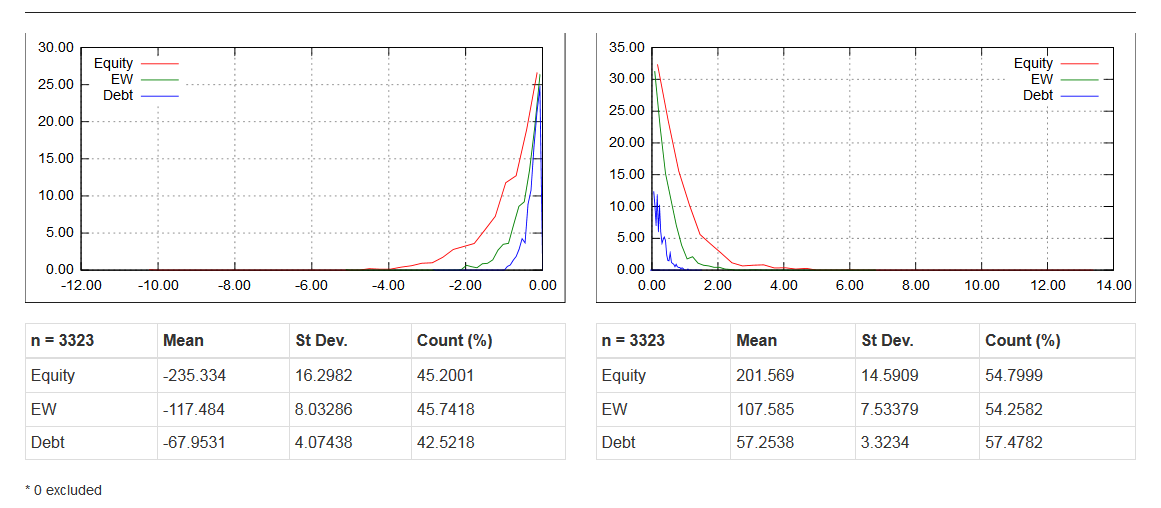 30.00
25.00
20.00
15.00
10.00
5.00
0.00
Equity
EW
Debt
-12.00 -10.00 -8.00 -6.00 -4.00 -2.00 0.00
35.00
30.00
25.00
20.00
15.00
10.00
5.00
0.00
Equity
EW
Debt
0.00 2.00 4.00 6.00 8.00 10.00 12.00 14.00
n = 3323 Mean St Dev. Count (%)
Equity -235.334 16.2982 45.2001
EW -117.484 8.03286 45.7418
Debt -67.9531 4.07438 42.5218
n = 3323 Mean St Dev. Count (%)
Equity 201.569 14.5909 54.7999
EW 107.585 7.53379 54.2582
Debt 57.2538 3.3234 57.4782
* 0 excluded